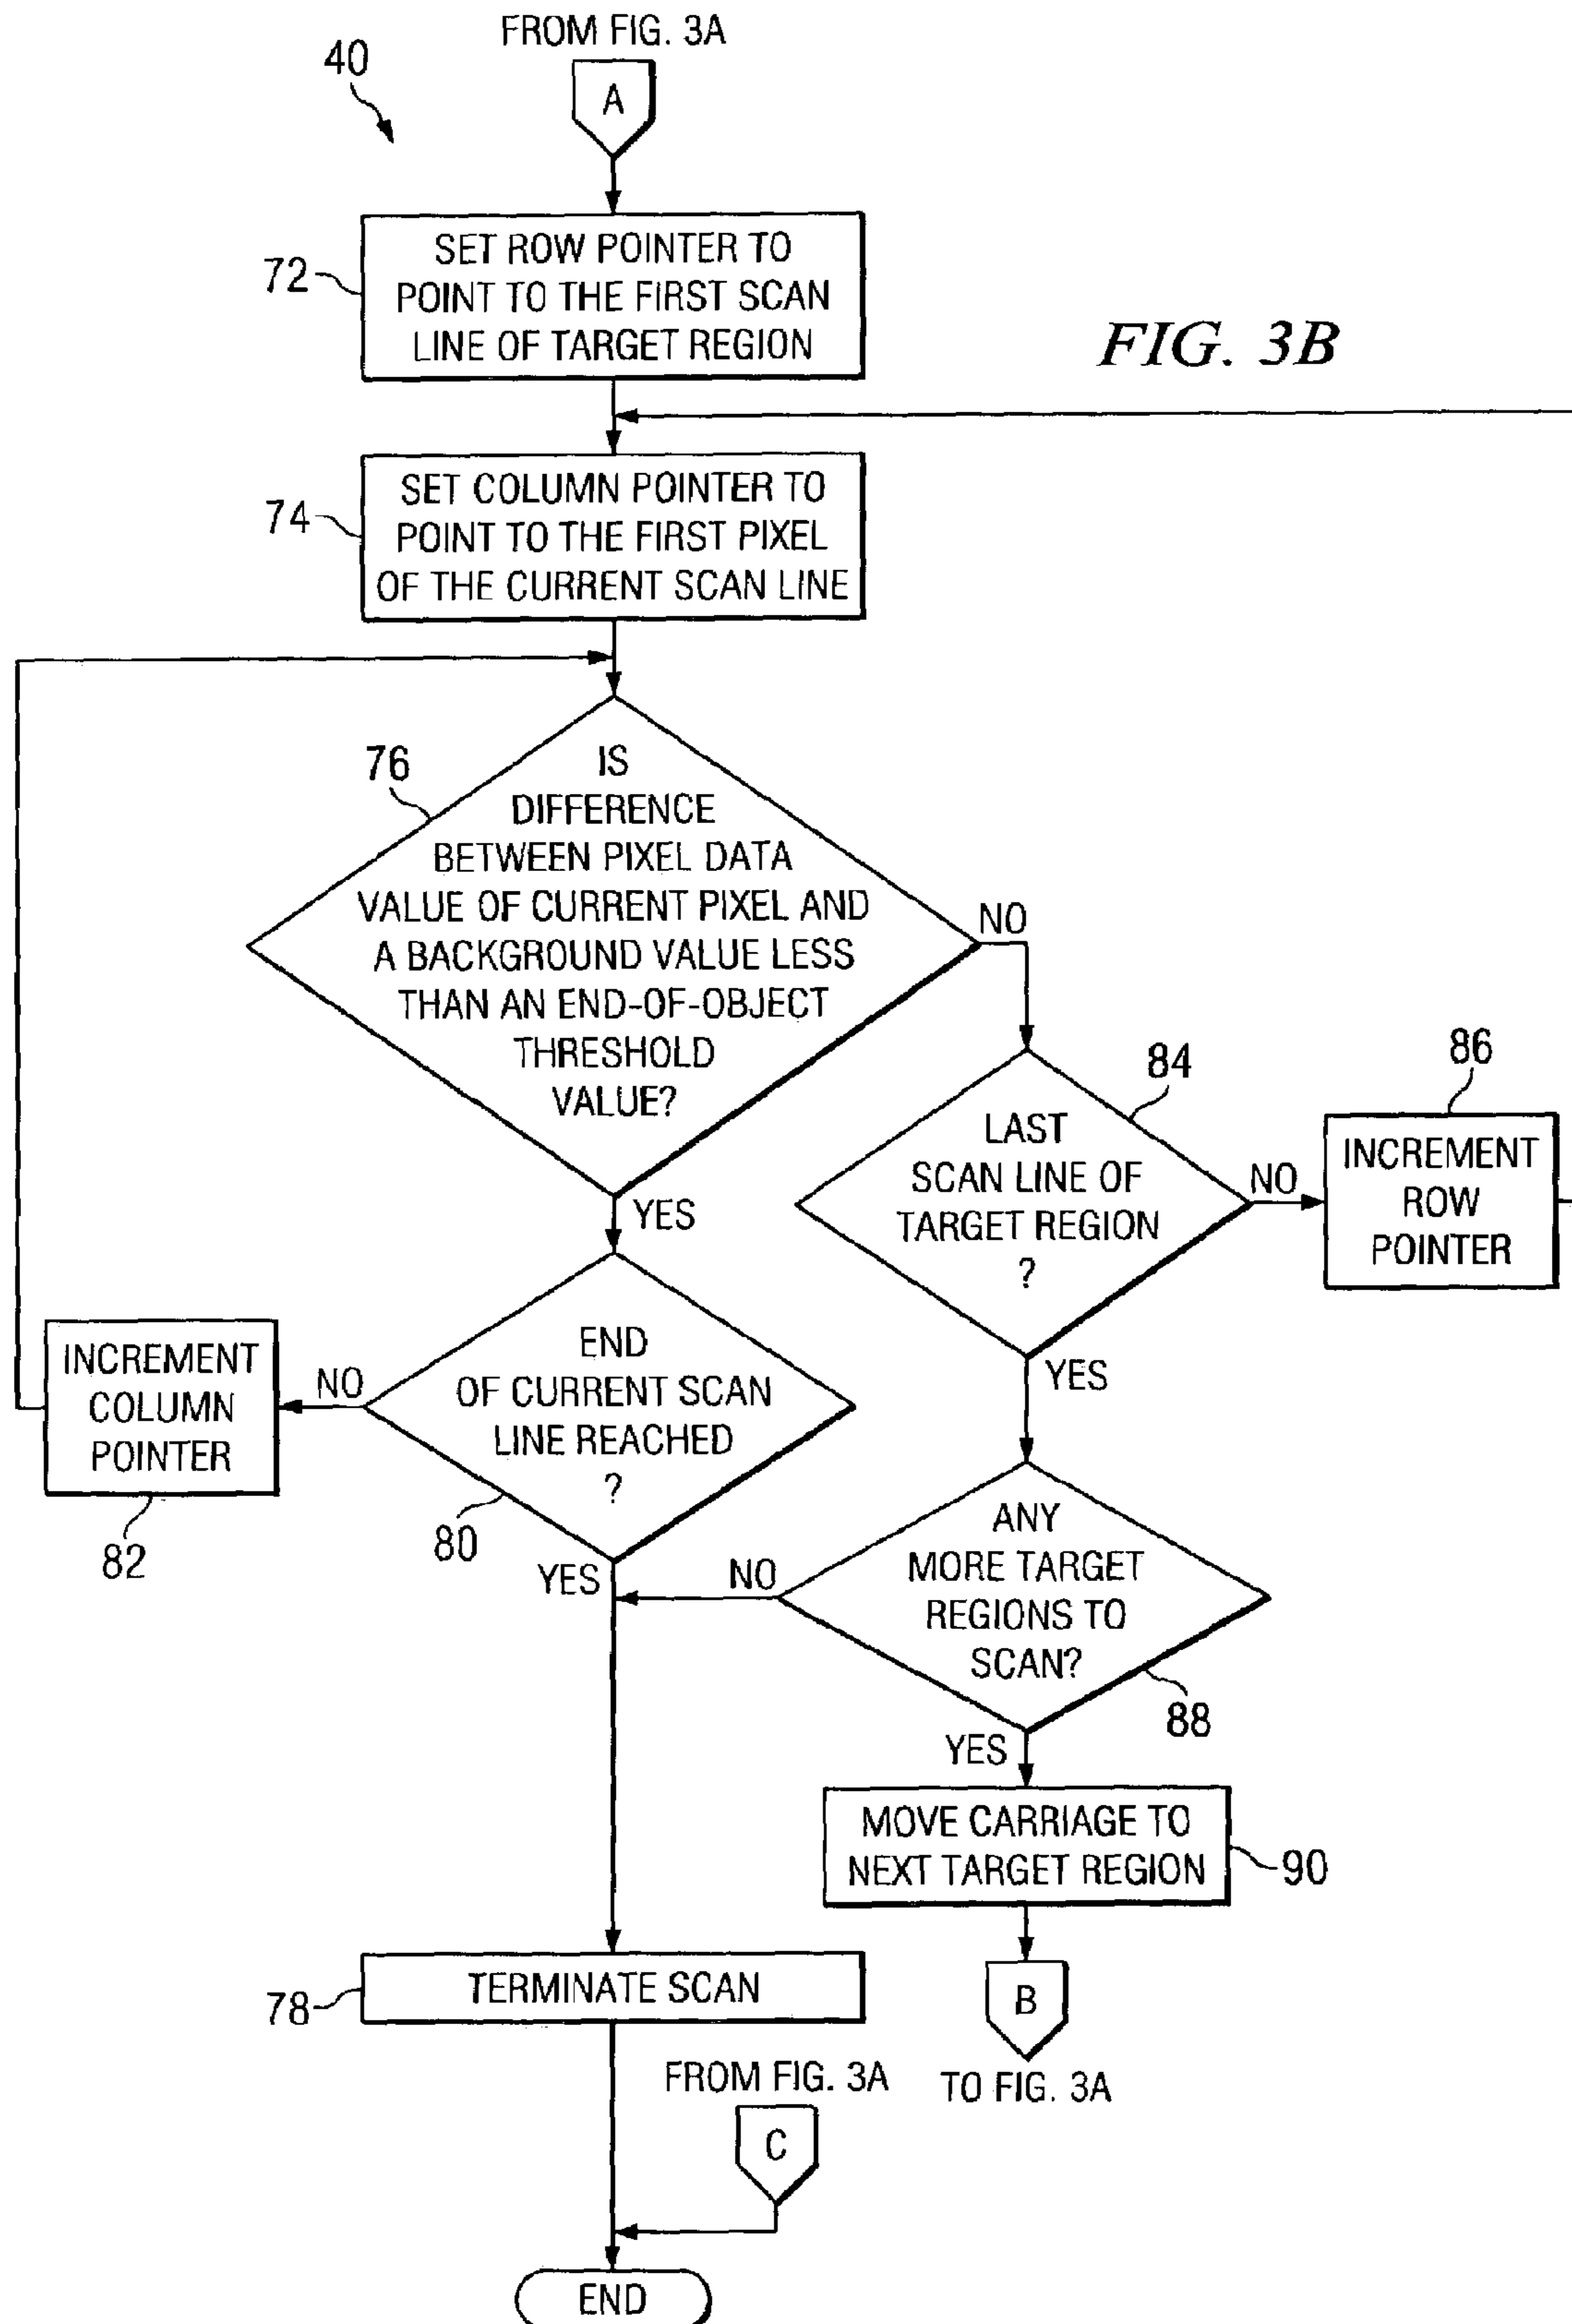 FROM FIG. 3A
40
A
72
SET ROW POINTER TO
POINT TO THE FIRST SCAN
LINE OF TARGET REGION
FIG. 3B
74
SET COLUMN POINTER TO
POINT TO THE FIRST PIXEL
OF THE CURRENT SCAN LINE
76
IS
DIFFERENCE
BETWEEN PIXEL DATA
VALUE OF CURRENT PIXEL AND
A BACKGROUND VALUE LESS
THAN AN END-OF-OBJECT
THRESHOLD
VALUE?
NO
YES
84
LAST
SCAN LINE OF
TARGET REGION
?
NO
YES
86
INCREMENT
ROW
POINTER
END
OF CURRENT SCAN
LINE REACHED
?
80
NO
YES
INCREMENT
COLUMN
POINTER
82
ANY
MORE TARGET
REGIONS TO
SCAN?
88
NO
YES
MOVE CARRIAGE TO
NEXT TARGET REGION
90
B
TO FIG. 3A
78
TERMINATE SCAN
FROM FIG. 3A
C
END